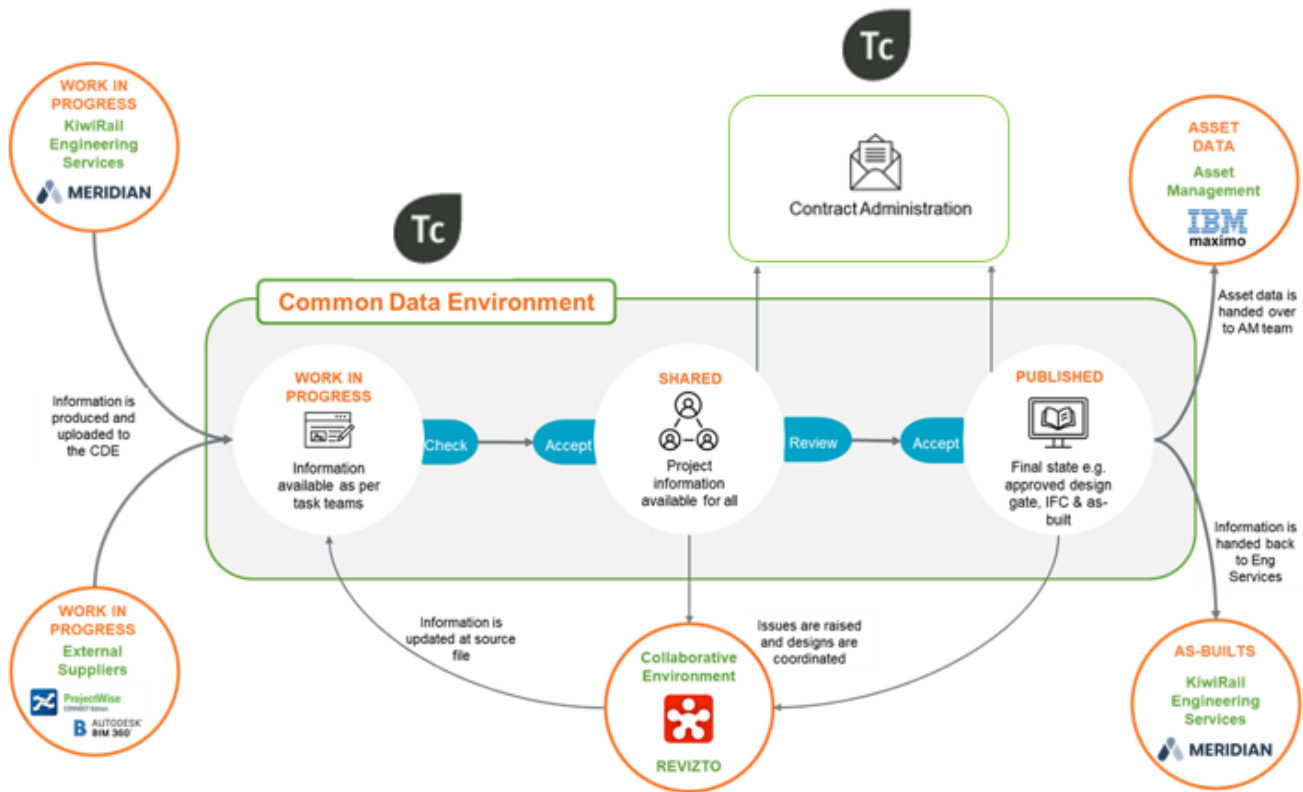 Tc
Tc
WORK IN
PROGRESS
KiwiRail
Engineering
Services
MERIDIAN
Contract Administration
ASSET
DATA
Asset
Management
IBM
maximo
Common Data Environment
Information is
produced and
uploaded to
the CDE
WORK IN
PROGRESS
Information
available as per
task teams
Check
Accept
SHARED
Project
information
available for all
Review
Accept
PUBLISHED
Final state e.g.
approved design
gate, IFC & as-
built
Asset data is
handed over
to AM team
Information is
handed back
to Eng
Services
WORK IN
PROGRESS
External
Suppliers
ProjectWise
CONNECT Edition
AUTODESK
BIM 360
Information is
updated at source
file
Collaborative
Environment
REVIZTO
Issues are raised
and designs are
coordinated
AS-BUILTS
KiwiRail
Engineering
Services
MERIDIAN